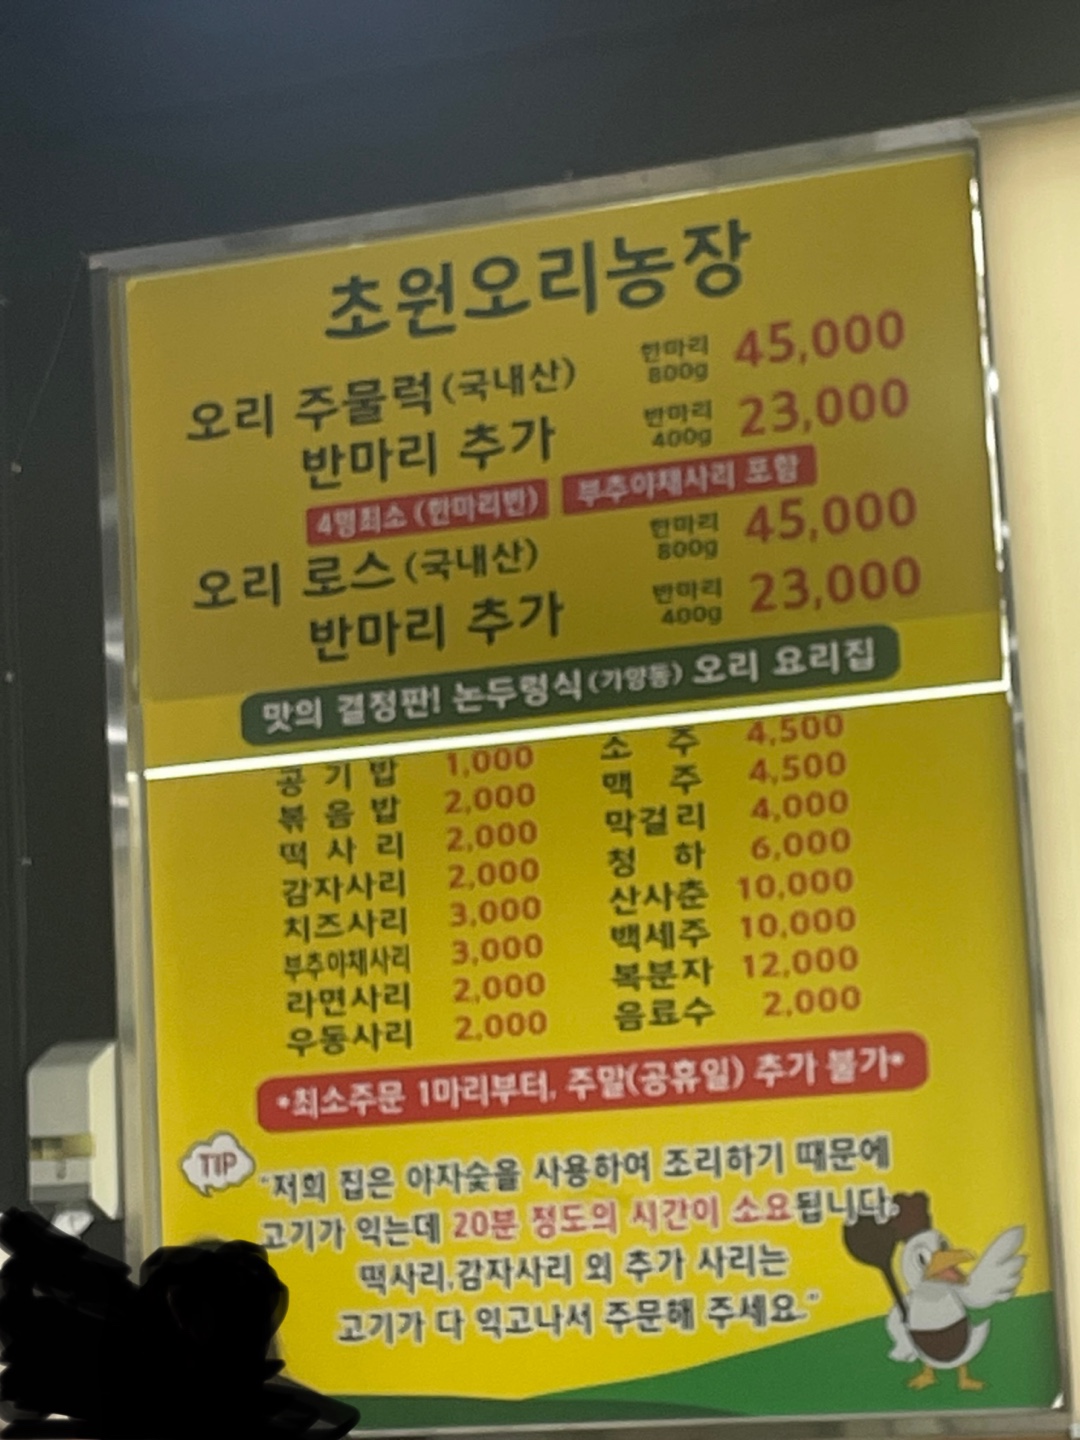 초원오리농장
오리 주물럭(국내산) 한마리 800g 45,000
반마리 추가 반마리 400g 23,000
4명최소 (한마리반) 부추야채사리 포함
오리 로스(국내산) 한마리 800g 45,000
반마리 추가 반마리 400g 23,000
맛의 결정판! 논두렁식(가양동) 오리 요리집
공기밥 1,000 소주 4,500
볶음밥 2,000 맥주 4,500
떡사리 2,000 막걸리 4,000
감자사리 2,000 청하 6,000
치즈사리 3,000 산사춘 10,000
부추야채사리 3,000 백세주 10,000
라면사리 2,000 복분자 12,000
우동사리 2,000 음료수 2,000
*최소주문 1마리부터, 주말(공휴일) 추가 불가*
TIP
"저희 집은 야자숯을 사용하여 조리하기 때문에
고기가 익는데 20분 정도의 시간이 소요됩니다.
떡사리,감자사리 외 추가 사리는
고기가 다 익고나서 주문해 주세요."